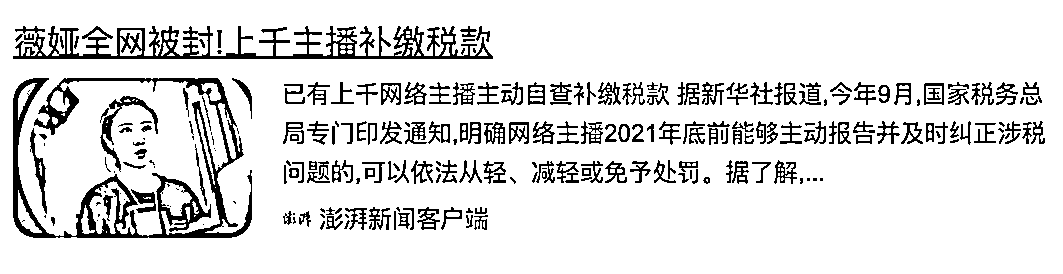 薇娅全网被封!上千主播补缴税款
已有上千网络主播主动自查补缴税款 据新华社报道,今年9月,国家税务总
局专门印发通知,明确网络主播2021年底前能够主动报告并及时纠正涉税
问题的,可以依法从轻、减轻或免予处罚。据了解,...
澎湃 澎湃新闻客户端